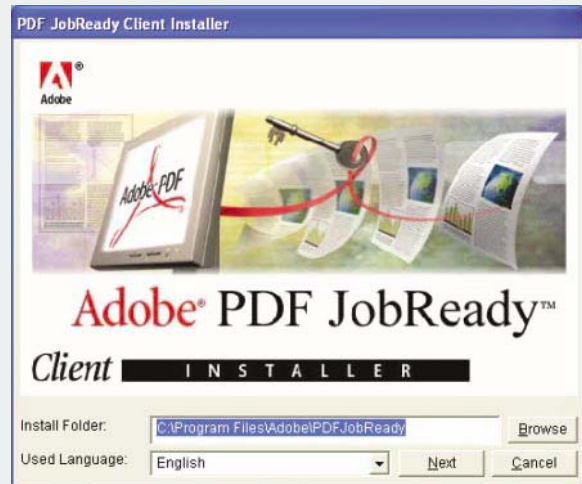 PDF JobReady Client Installer
Adobe
Adobe PDF
Adobe® PDF JobReady™
Client INSTALLER
Install Folder: C:\Program Files\Adobe\PDFJobReady Browse
Used Language: English Next Cancel